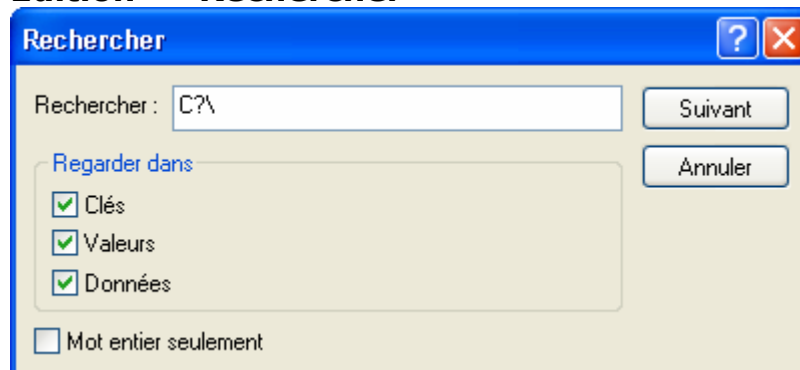 Rechercher
Rechercher : C?\
Suivant
Regarder dans
Annuler
Clés
Valeurs
Données
Mot entier seulement